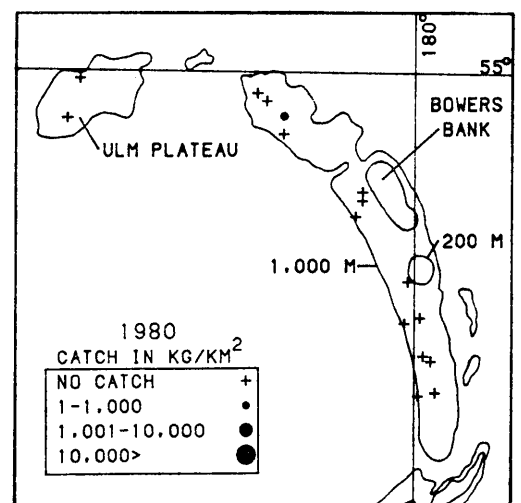 180°
55°
BOWERS
BANK
ULM PLATEAU
200 M
1.000 M
1980
CATCH IN KG/KM²
NO CATCH +
1-1.000
1.001-10.000
10.000>